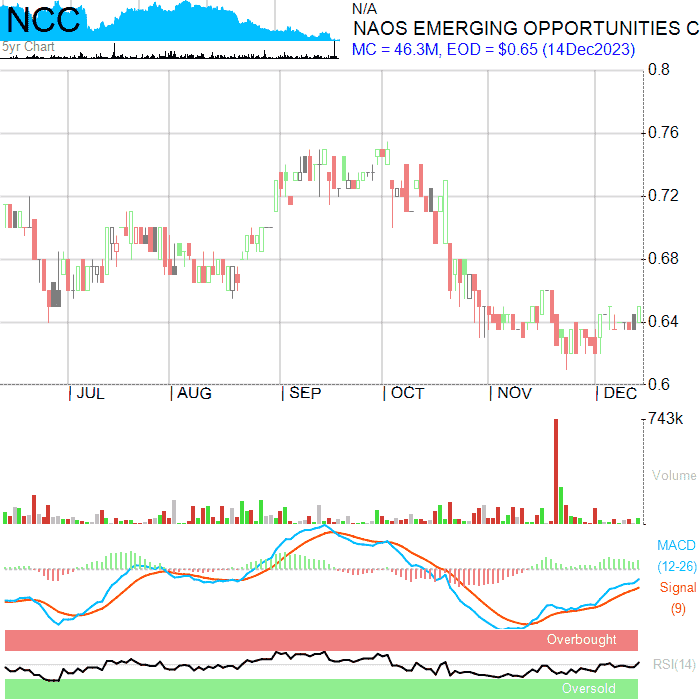 NCC
5yr Chart
N/A
NAOS EMERGING OPPORTUNITIES C
MC = 46.3M, EOD = $0.65 (14Dec2023)
0.8
0.76
0.72
0.68
0.64
0.6
JUL AUG SEP OCT NOV DEC
743k
Volume
MACD
(12-26)
Signal
(9)
Overbought
RSI(14)
Oversold